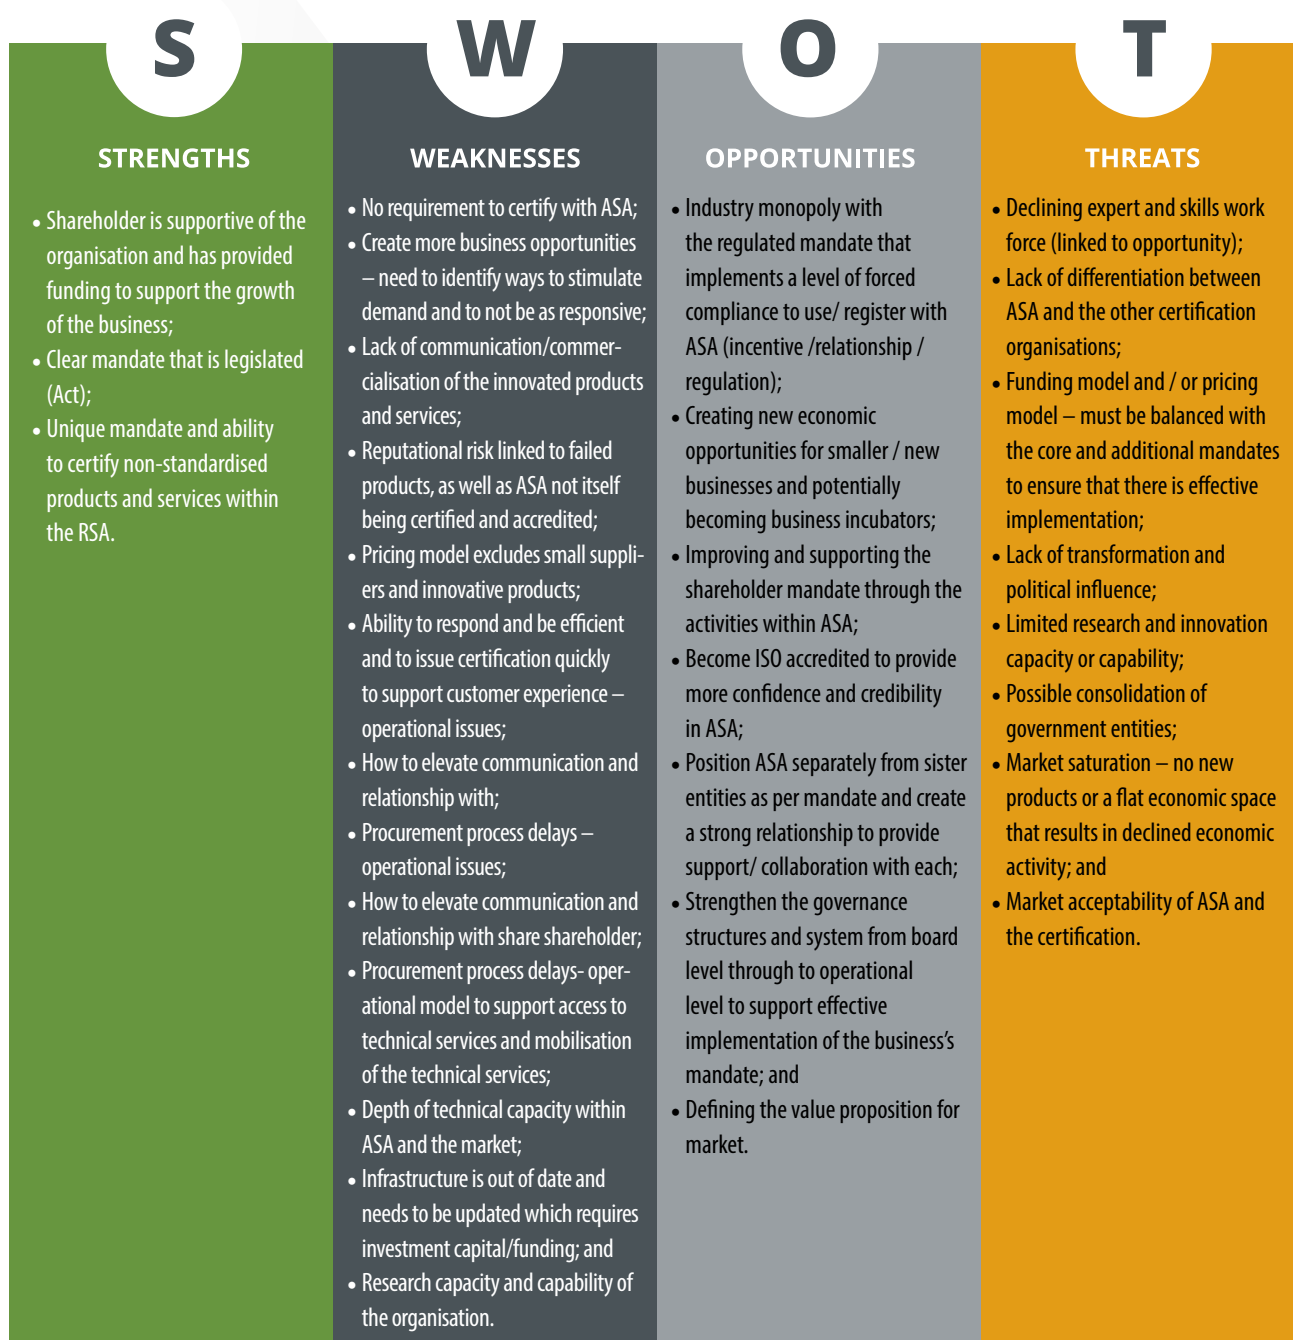 S
STRENGTHS
• Shareholder is supportive of the
organisation and has provided
funding to support the growth
of the business;
• Clear mandate that is legislated
(Act);
• Unique mandate and ability
to certify non-standardised
products and services within
the RSA.
W
WEAKNESSES
• No requirement to certify with ASA;
• Create more business opportunities
– need to identify ways to stimulate
demand and to not be as responsive;
• Lack of communication/commer-
cialisation of the innovated products
and services;
• Reputational risk linked to failed
products, as well as ASA not itself
being certified and accredited;
• Pricing model excludes small suppli-
ers and innovative products;
• Ability to respond and be efficient
and to issue certification quickly
to support customer experience –
operational issues;
• How to elevate communication and
relationship with;
• Procurement process delays –
operational issues;
• How to elevate communication and
relationship with share shareholder;
• Procurement process delays- oper-
ational model to support access to
technical services and mobilisation
of the technical services;
• Depth of technical capacity within
ASA and the market;
• Infrastructure is out of date and
needs to be updated which requires
investment capital/funding; and
• Research capacity and capability of
the organisation.
O
OPPORTUNITIES
• Industry monopoly with
the regulated mandate that
implements a level of forced
compliance to use/ register with
ASA (incentive /relationship /
regulation);
• Creating new economic
opportunities for smaller / new
businesses and potentially
becoming business incubators;
• Improving and supporting the
shareholder mandate through the
activities within ASA;
• Become ISO accredited to provide
more confidence and credibility
in ASA;
• Position ASA separately from sister
entities as per mandate and create
a strong relationship to provide
support/ collaboration with each;
• Strengthen the governance
structures and system from board
level through to operational
level to support effective
implementation of the business’s
mandate; and
• Defining the value proposition for
market.
T
THREATS
• Declining expert and skills work
force (linked to opportunity);
• Lack of differentiation between
ASA and the other certification
organisations;
• Funding model and / or pricing
model – must be balanced with
the core and additional mandates
to ensure that there is effective
implementation;
• Lack of transformation and
political influence;
• Limited research and innovation
capacity or capability;
• Possible consolidation of
government entities;
• Market saturation – no new
products or a flat economic space
that results in declined economic
activity; and
• Market acceptability of ASA and
the certification.